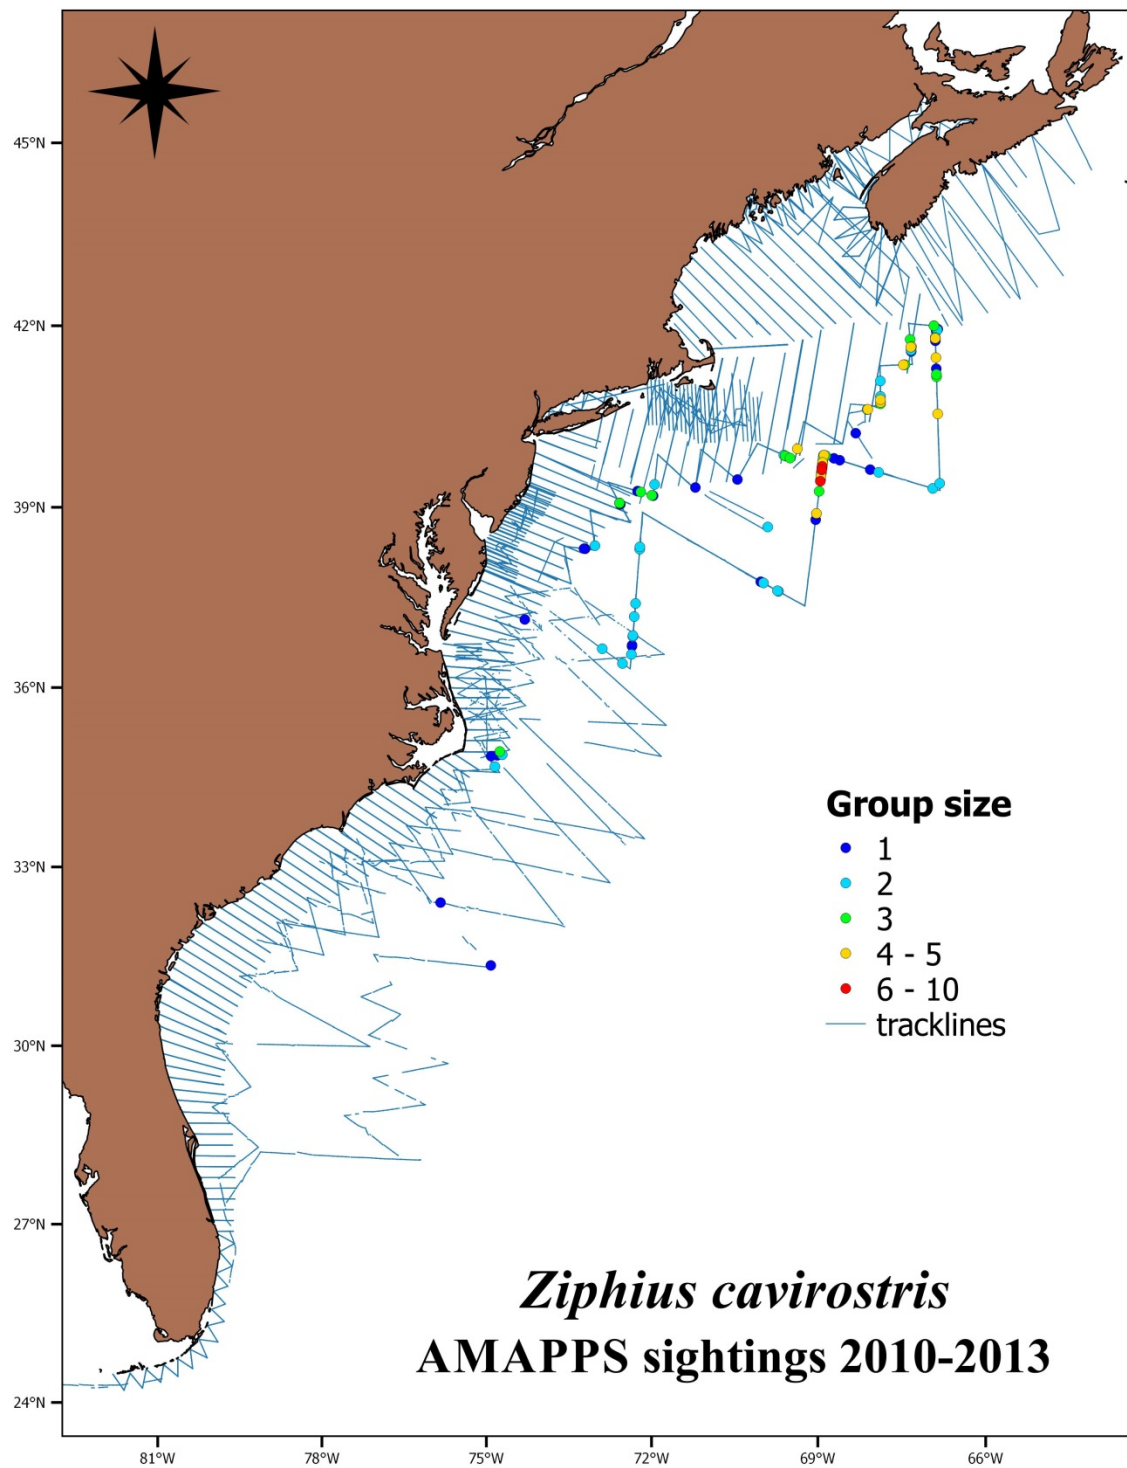 45°N
42°N
39°N
36°N
33°N
30°N
27°N
24°N
Group size
1
2
3
4 - 5
6 - 10
tracklines
Ziphius cavirostris
AMAPPS sightings 2010-2013
81°W
78°W
75°W
72°W
69°W
66°W